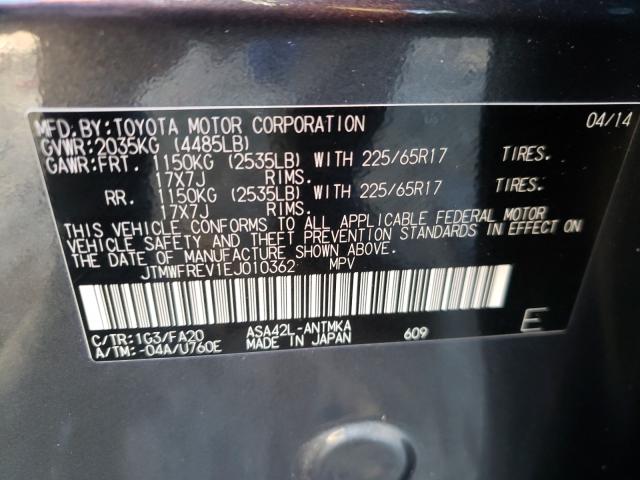 MFD. BY: TOYOTA MOTOR CORPORATION 04/14
GVWR: 2035KG (4485LB)
GAWR: FRT. 1150KG (2535LB) WITH 225/65R17 TIRES.
17X7J RIMS.
RR. 1150KG (2535LB) WITH 225/65R17 TIRES.
17X7J RIMS.
THIS VEHICLE CONFORMS TO ALL APPLICABLE FEDERAL MOTOR
VEHICLE SAFETY AND THEFT PREVENTION STANDARDS IN EFFECT ON
THE DATE OF MANUFACTURE SHOWN ABOVE.
JTMWFREV1EJ010362 MPV
C/TR: 1G3/FA20 ASA42L-ANTMKA 609 E
A/TM: -04A/U760E MADE IN JAPAN